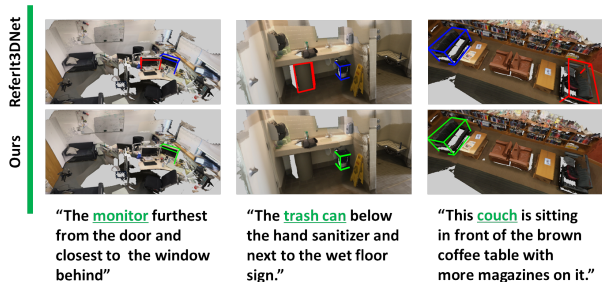 ReferIt3DNet
Ours
"The monitor furthest
from the door and
closest to the window
behind"
"The trash can below
the hand sanitizer and
next to the wet floor
sign."
"This couch is sitting
in front of the brown
coffee table with
more magazines on it."